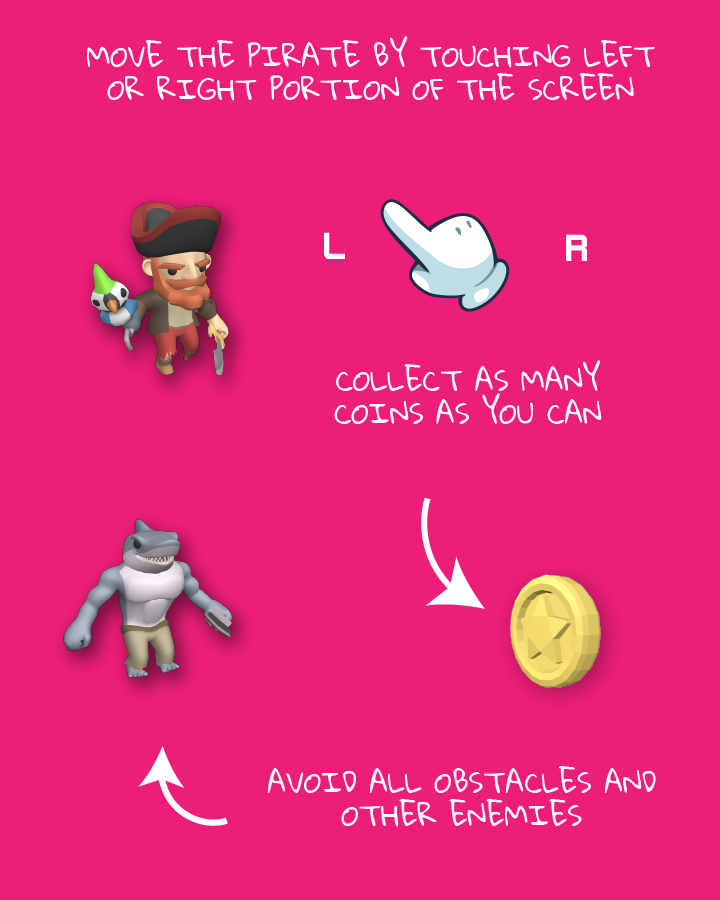 MOVE THE PIRATE BY TOUCHING LEFT
OR RIGHT PORTION OF THE SCREEN
L
R
COLLECT AS MANY
COINS AS YOU CAN
AVOID ALL OBSTACLES AND
OTHER ENEMIES